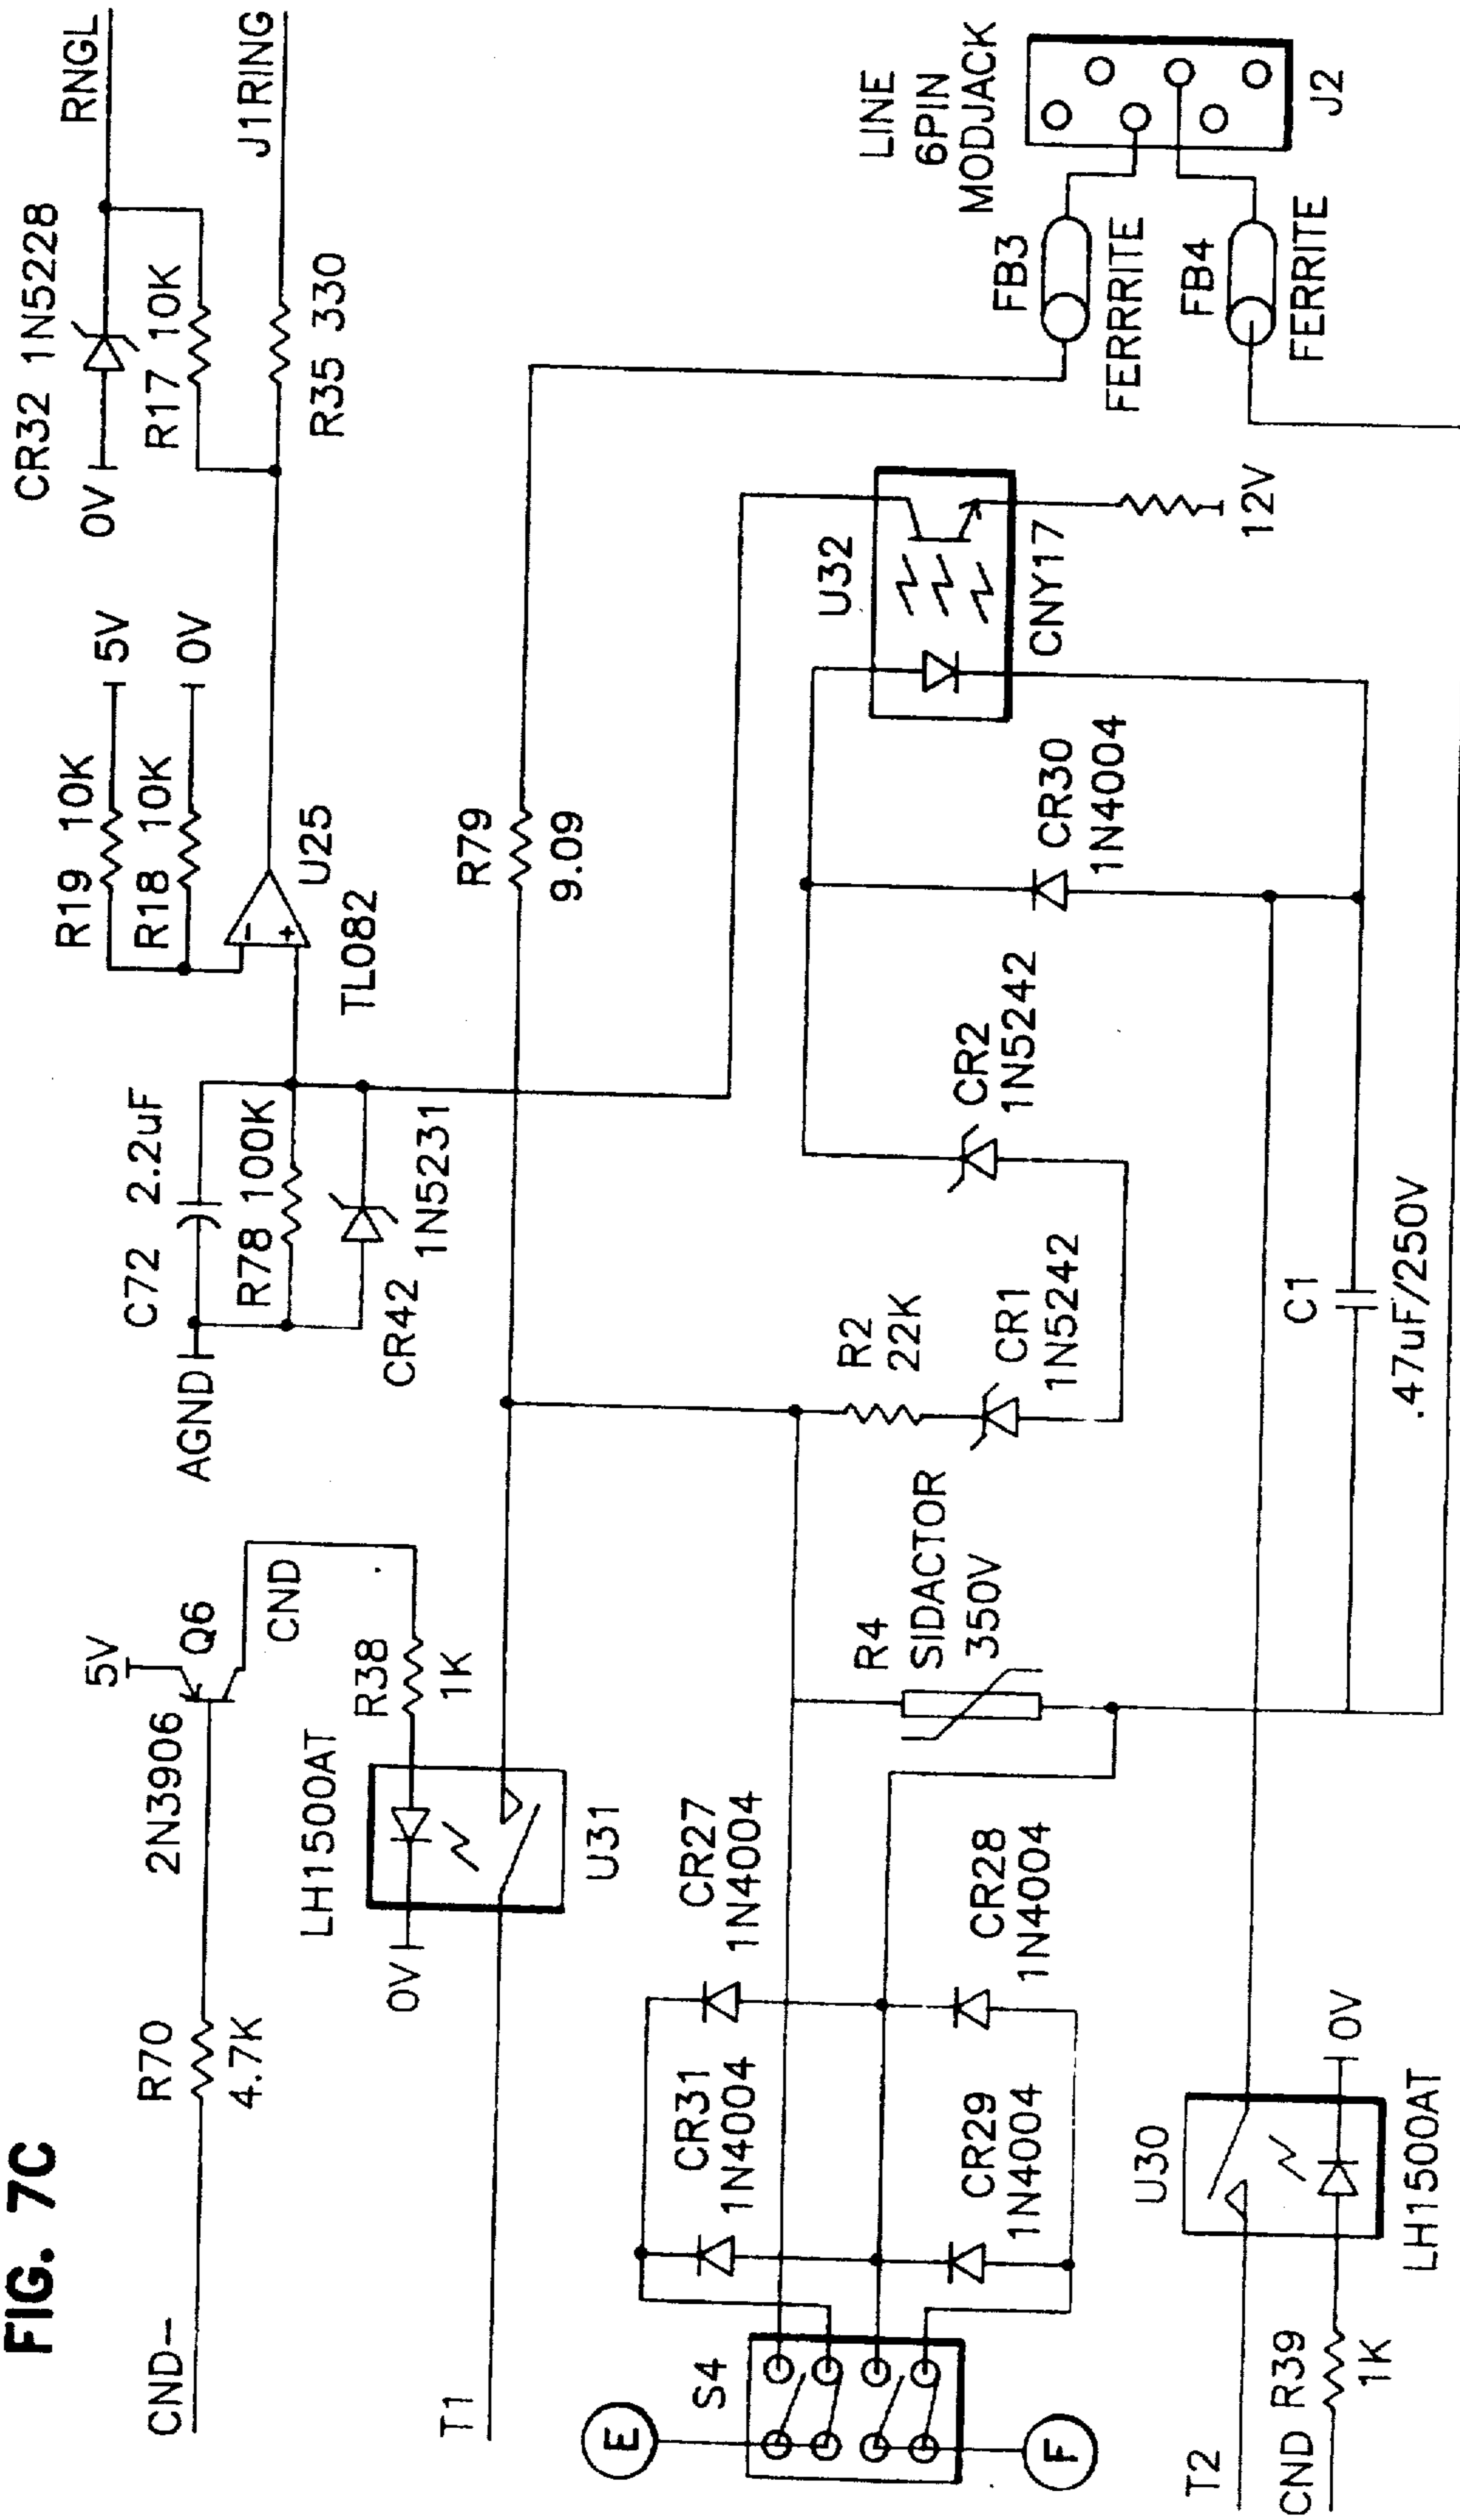 FIG. 7C
CND-
R70
4.7K
2N3906
5V
Q6
CND
R38
1K
LH1500AT
0V
U31
T1
AGND
C72 2.2uF
R78 100K
CR42
1N5231
R19 10K
5V
R18 10K
0V
U25
TL082
CR32 1N5228
0V
R17 10K
RNGL
J1RING
R35 330
R79
9.09
E
S4
F
CR31
1N4004
CR27
1N4004
CR29
1N4004
CR28
1N4004
R4
SIDACTOR
350V
R2
22K
CR1
1N5242
CR2
1N5242
CR30
1N4004
U32
CNY17
12V
C1
.47uF/250V
LINE
6PIN
MODJACK
FB3
FERRITE
FB4
FERRITE
J2
T2
U30
CND R39
1K
0V
LH1500AT